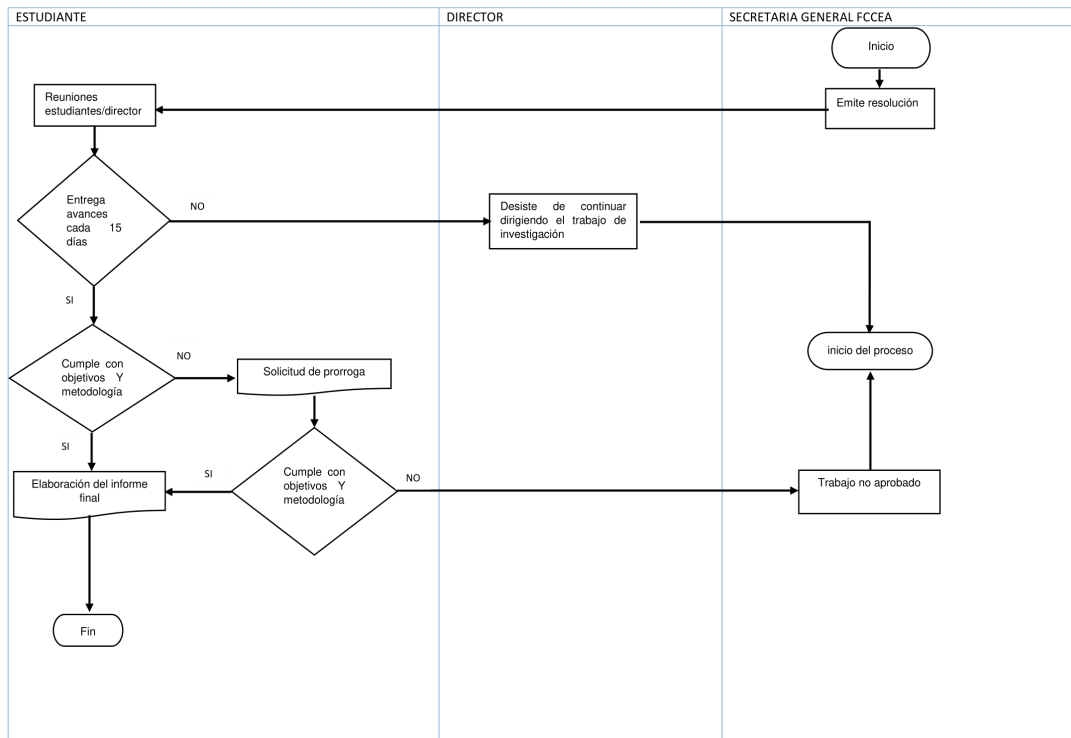 ESTUDIANTE
DIRECTOR
SECRETARIA GENERAL FCCEA
Inicio
Reuniones
estudiantes/director
Emite resolución
Entrega
avances
cada 15
días
NO
Desiste de continuar
dirigiendo el trabajo de
investigación
SI
inicio del proceso
Cumple con
objetivos Y
metodología
NO
Solicitud de prorroga
SI
Elaboración del informe
final
SI
Cumple con
objetivos Y
metodología
NO
Trabajo no aprobado
Fin